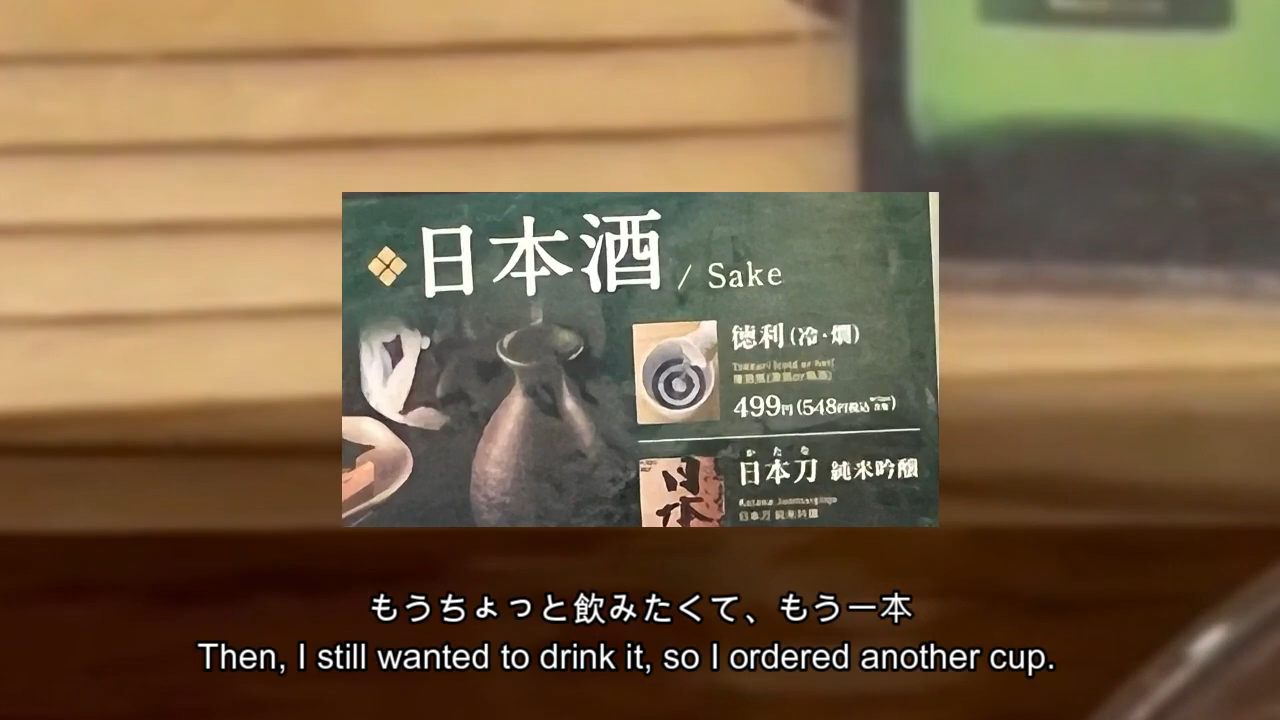 日本酒 / Sake
徳利(冷・燗)
499円(548円税込)
かたな
日本刀 純米吟醸
日本
もうちょっと飲みたくて、もう一本
Then, I still wanted to drink it, so I ordered another cup.